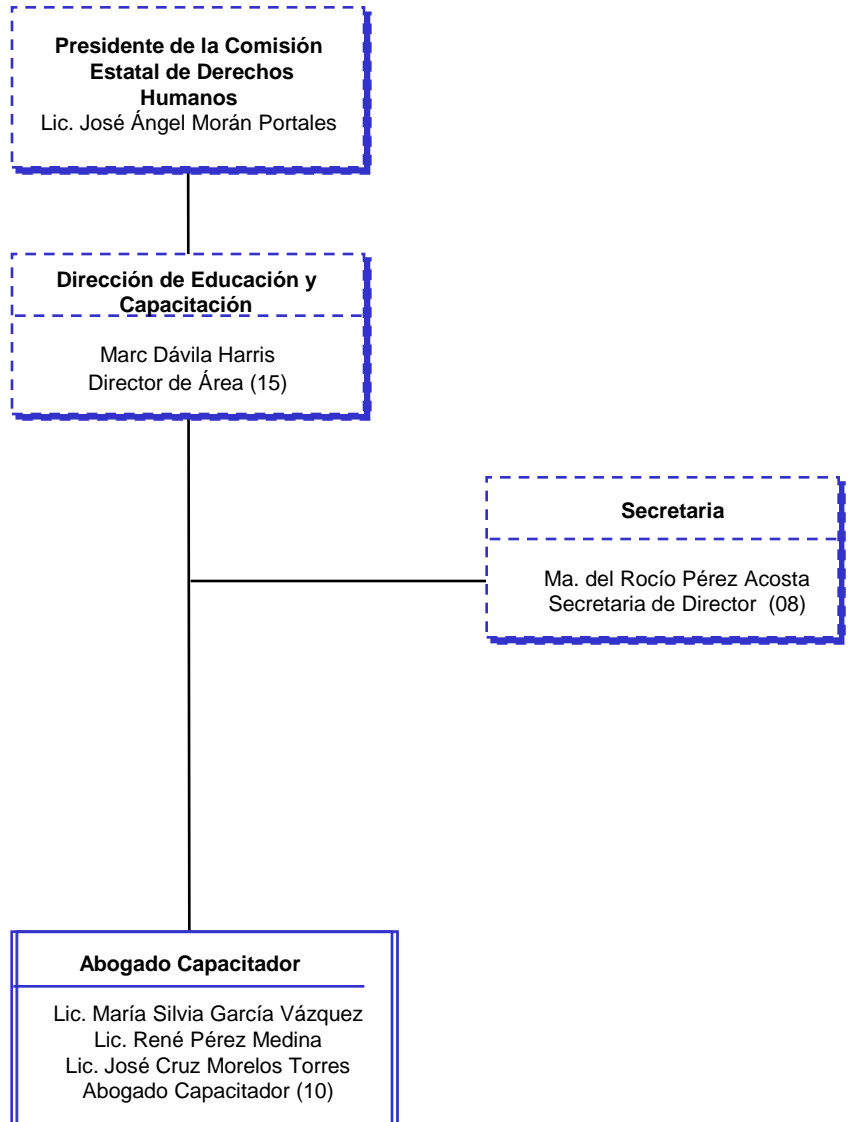 Presidente de la Comisión
Estatal de Derechos
Humanos
Lic. José Ángel Morán Portales
Dirección de Educación y
Capacitación
Marc Dávila Harris
Director de Área (15)
Secretaria
Ma. del Rocío Pérez Acosta
Secretaria de Director  (08)
Abogado Capacitador
Lic. María Silvia García Vázquez
Lic. René Pérez Medina
Lic. José Cruz Morelos Torres
Abogado Capacitador (10)